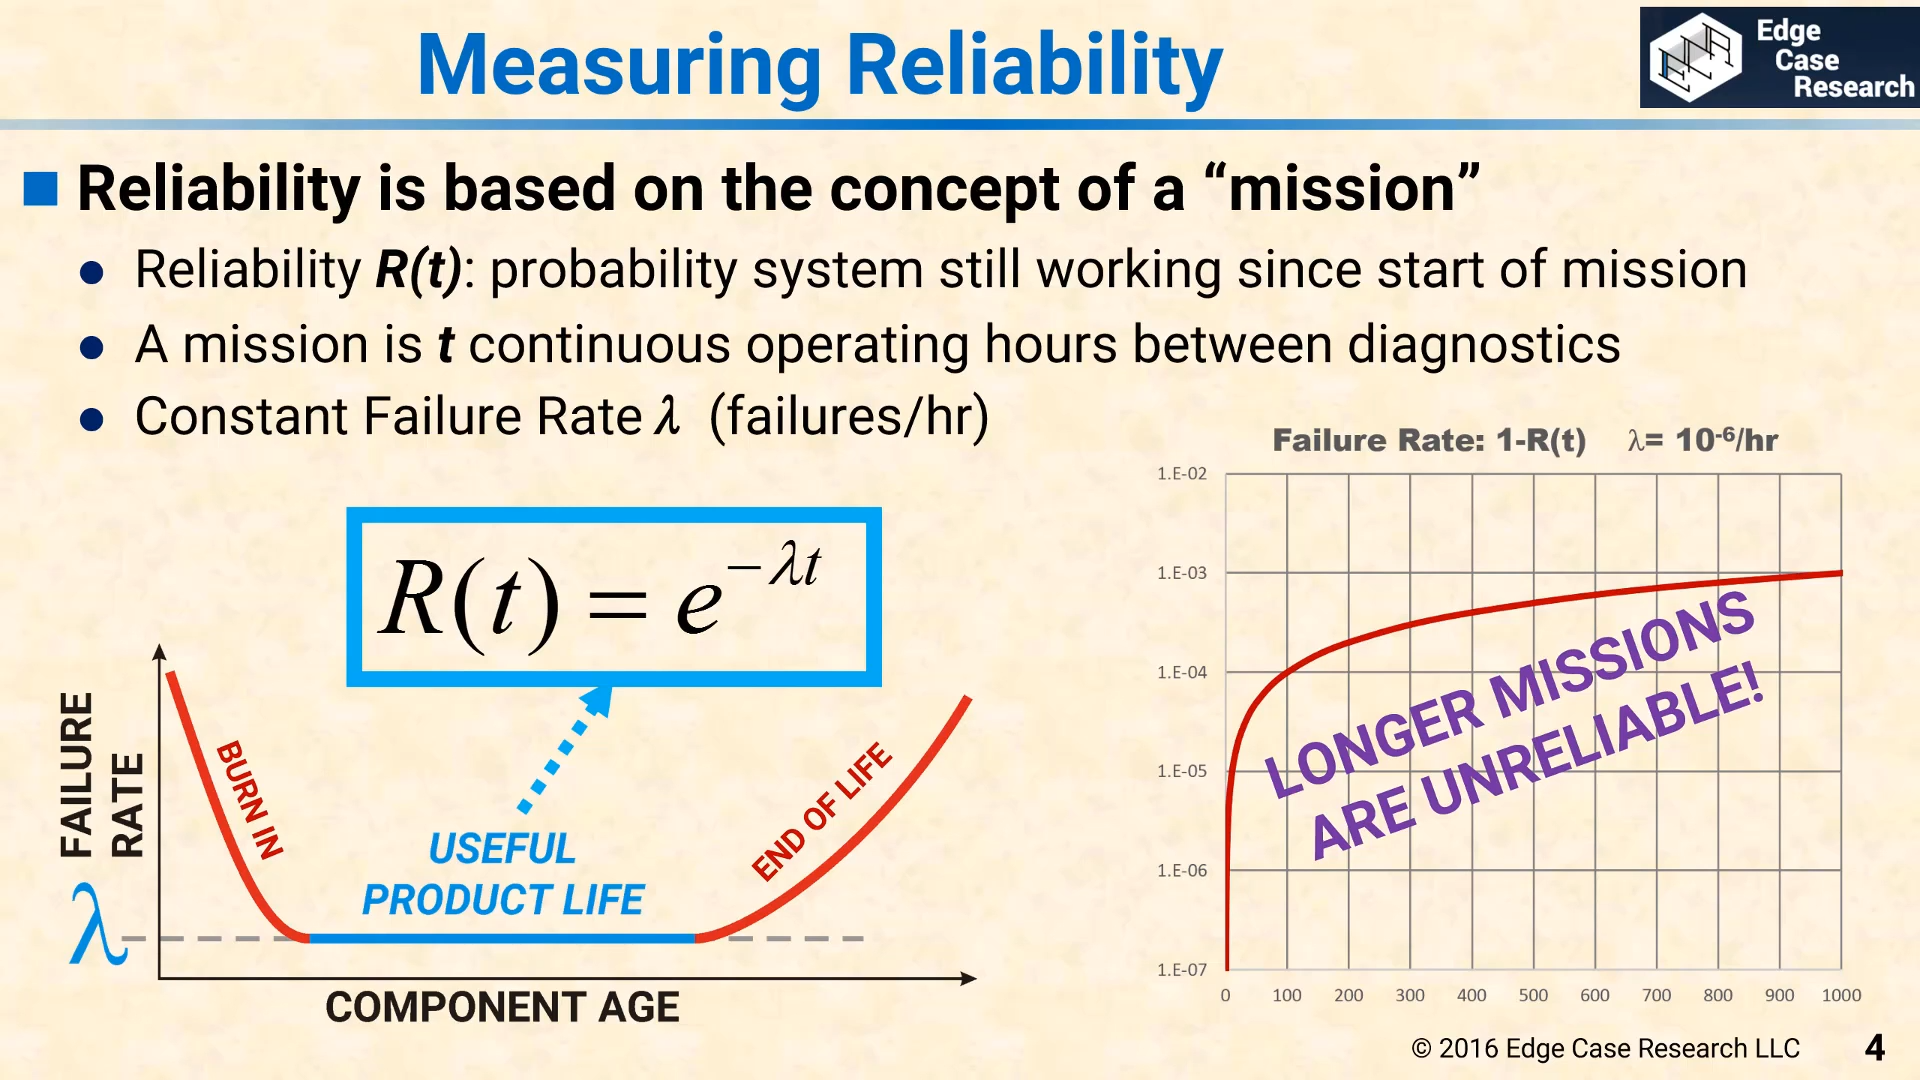 Measuring Reliability
Edge
Case
Research
Reliability is based on the concept of a “mission”
Reliability R(t): probability system still working since start of mission
A mission is t continuous operating hours between diagnostics
Constant Failure Rate λ (failures/hr)
R(t) = e^{-λt}
FAILURE
RATE
λ
BURN IN
USEFUL
PRODUCT LIFE
END OF LIFE
COMPONENT AGE
Failure Rate: 1-R(t) λ= 10⁻⁶/hr
1.E-02
1.E-03
1.E-04
1.E-05
1.E-06
1.E-07
0 100 200 300 400 500 600 700 800 900 1000
LONGER MISSIONS
ARE UNRELIABLE!
© 2016 Edge Case Research LLC 4